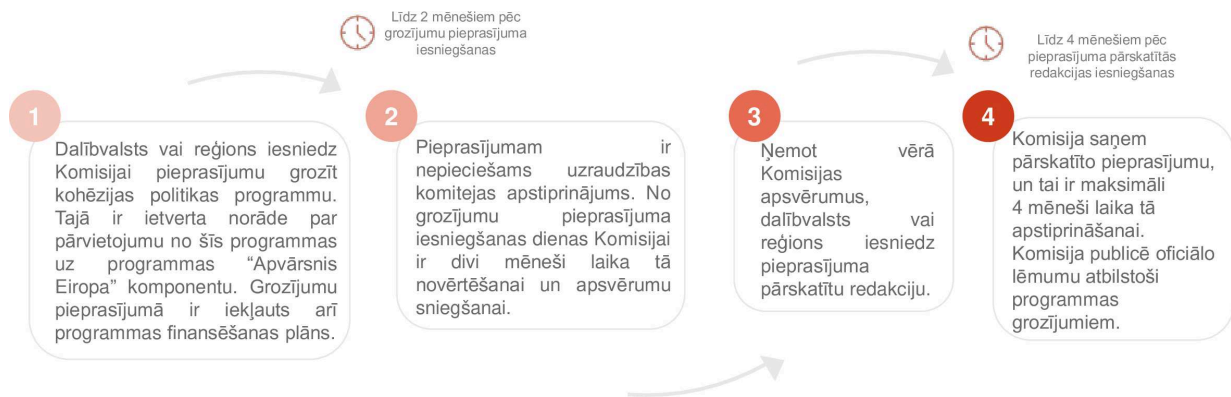 Līdz 2 mēnešiem pēc
grozījumu pieprasījuma
iesniegšanas
Līdz 4 mēnešiem pēc
pieprasījuma pārskatītās
redakcijas iesniegšanas
1
Dalībvalsts vai reģions iesniedz
Komisijai pieprasījumu grozīt
kohēzijas politikas programmu.
Tajā ir ietverta norāde par
pārvietojumu no šīs programmas
uz programmas “Apvārsnis
Eiropa” komponentu. Grozījumu
pieprasījumā ir iekļauts arī
programmas finansēšanas plāns.
2
Pieprasījumam ir
nepieciešams uzraudzības
komitejas apstiprinājums. No
grozījumu pieprasījuma
iesniegšanas dienas Komisijai
ir divi mēneši laika tā
novērtēšanai un apsvērumu
sniegšanai.
3
Ņemot vērā
Komisijas
apsvērumus,
dalībvalsts vai
reģions iesniedz
pieprasījuma
pārskatītu redakciju.
4
Komisija saņem
pārskatīto pieprasījumu,
un tai ir maksimāli
4 mēneši laika tā
apstiprināšanai.
Komisija publicē oficiālo
lēmumu atbilstoši
programmas
grozījumiem.